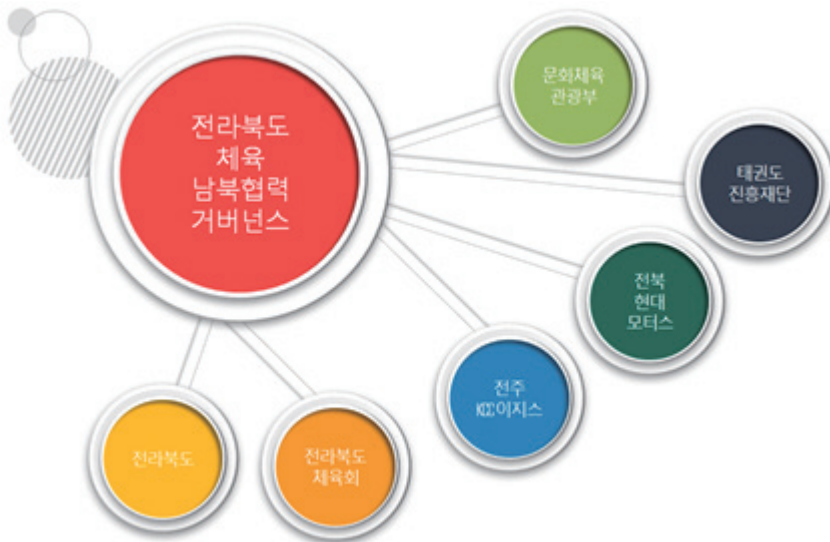 전라북도
체육
남북협력
거버넌스
문화체육
관광부
태권도
진흥재단
전북
현대
모터스
전주
KCC이지스
전라북도
체육회
전라북도